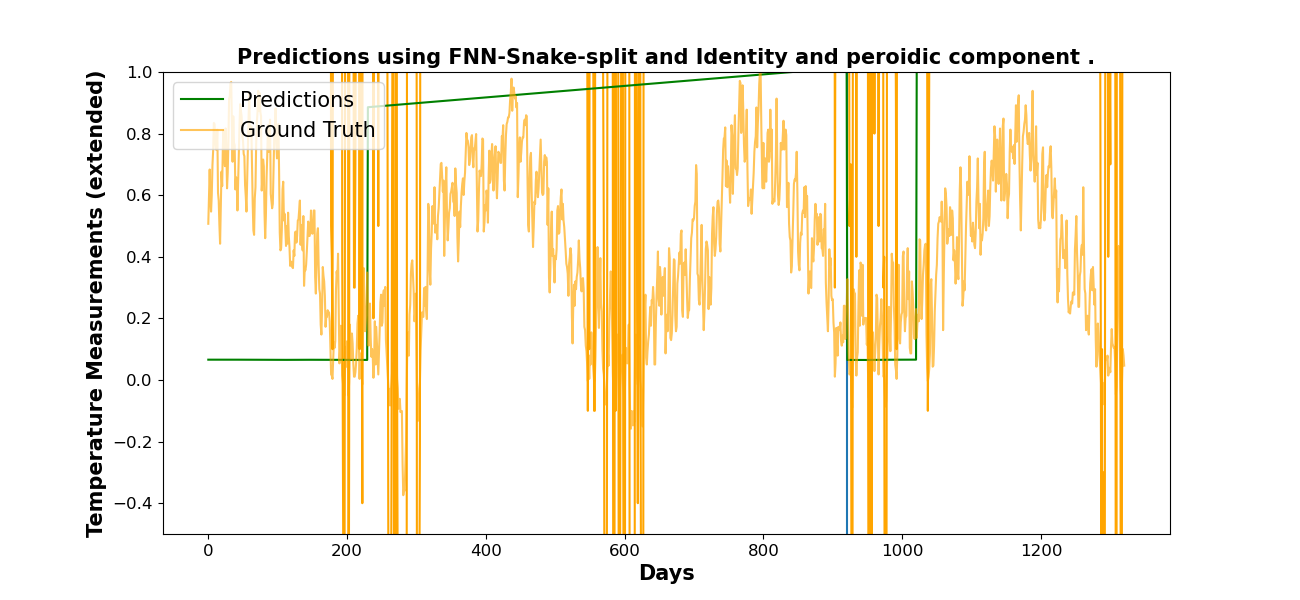 Predictions using FNN-Snake-split and Identity and peroidic component .
Temperature Measurements (extended)
1.0
0.8
0.6
0.4
0.2
0.0
−0.2
−0.4
Predictions
Ground Truth
0 200 400 600 800 1000 1200
Days